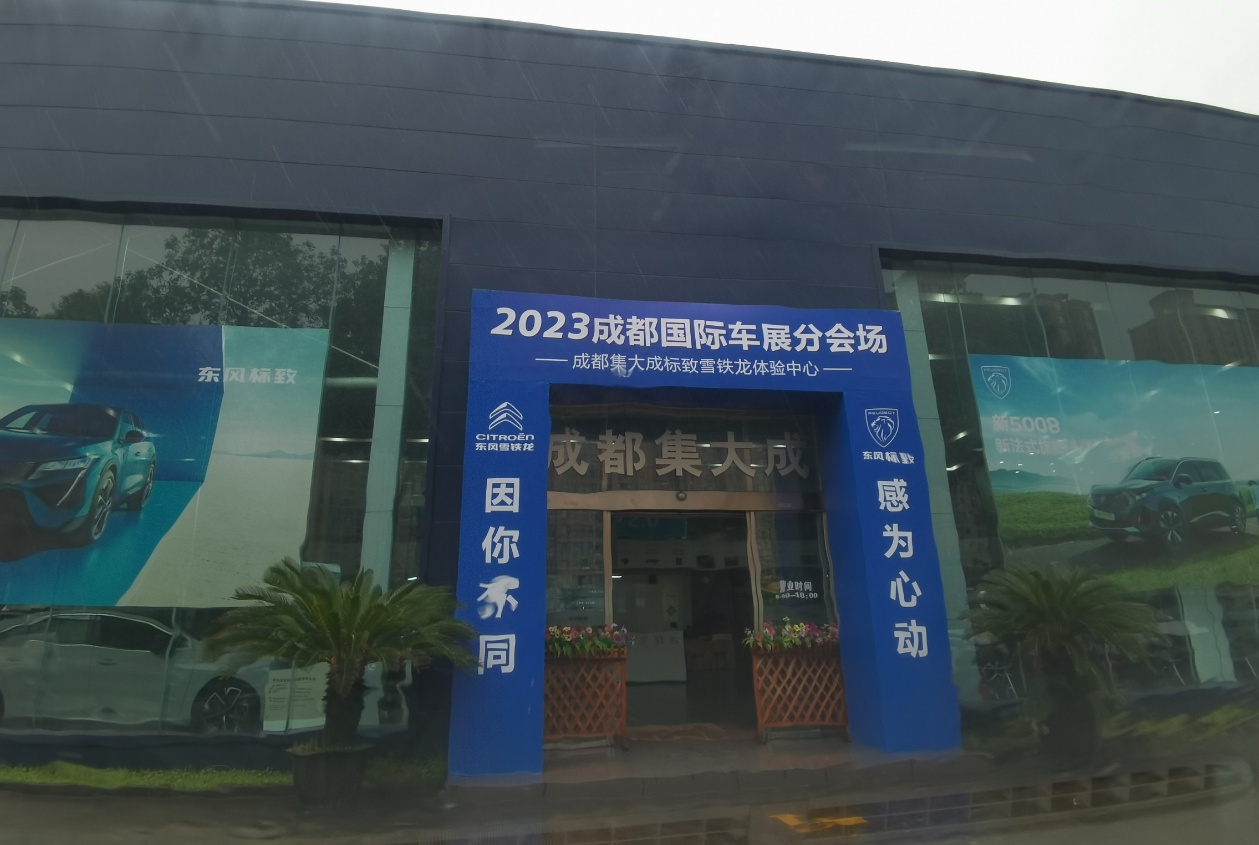 2023成都国际车展分会场
成都集大成标致雪铁龙体验中心
东风标致
CITROËN
东风雪铁龙
因你不同
成都集大成
营业时间
PEUGEOT
东风标致
感为心动
PEUGEOT
新5008